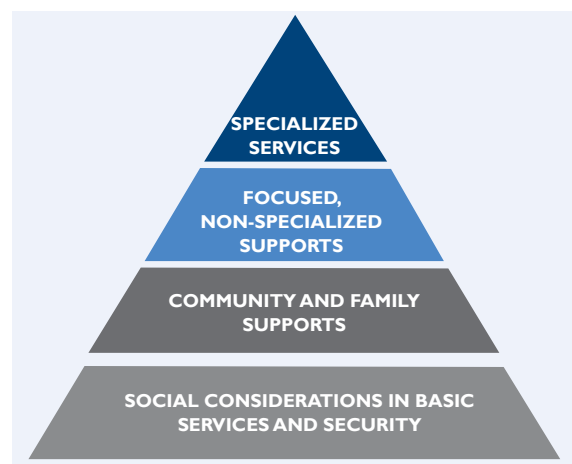 SPECIALIZED
SERVICES
FOCUSED,
NON-SPECIALIZED
SUPPORTS
COMMUNITY AND FAMILY
SUPPORTS
SOCIAL CONSIDERATIONS IN BASIC
SERVICES AND SECURITY